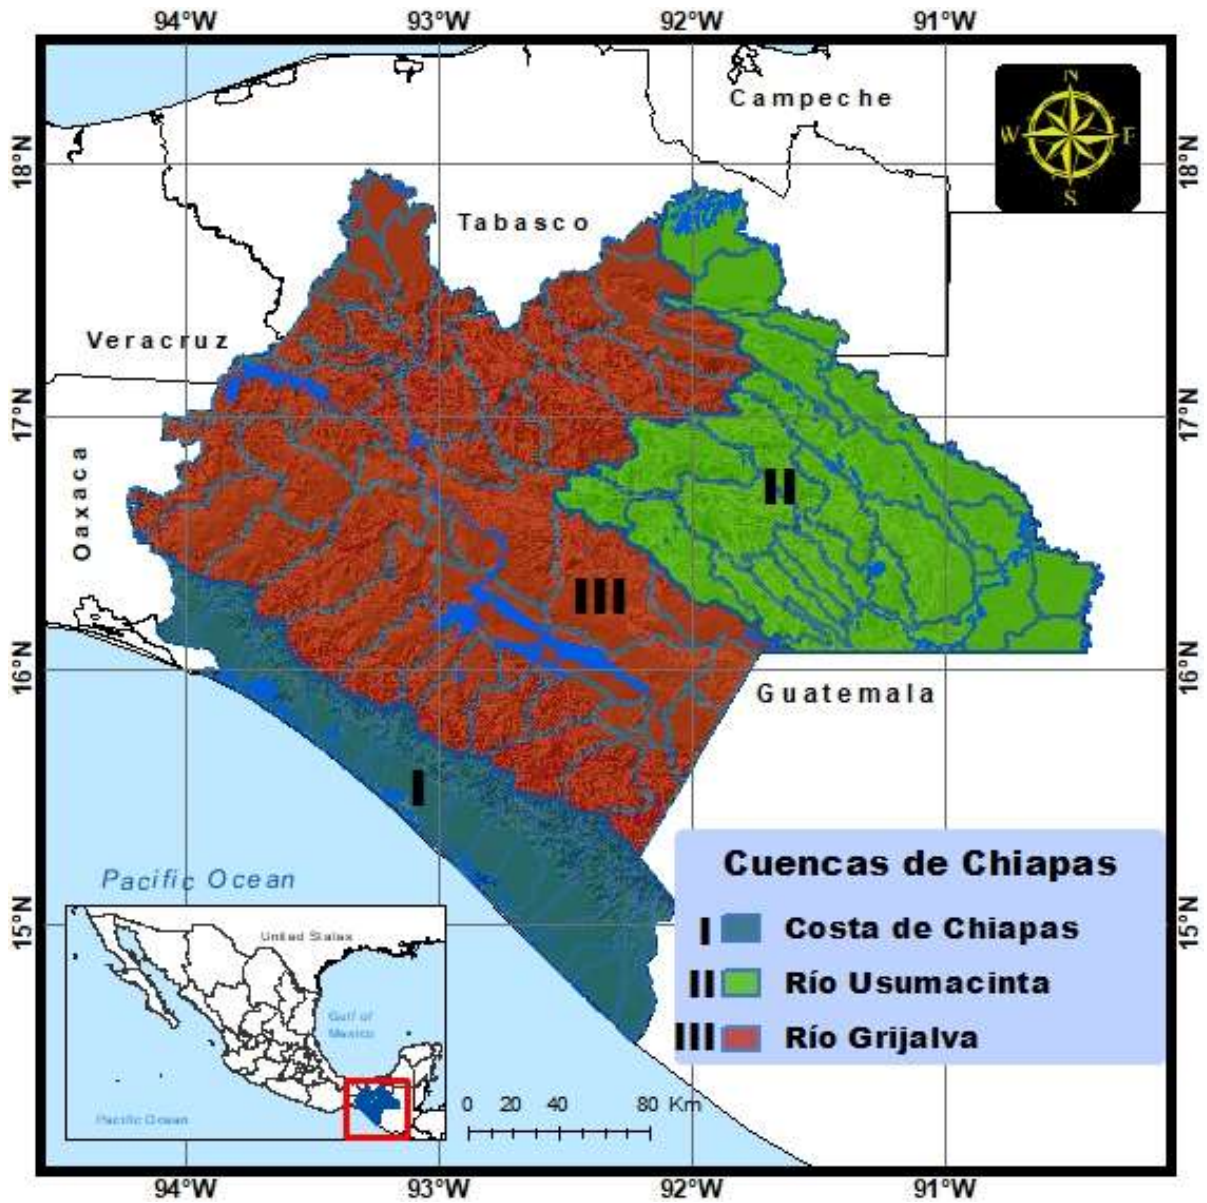 94°W 93°W 92°W 91°W
Campeche
N
W E
S
18°N 18°N
Tabasco
Veracruz
17°N 17°N
Oaxaca
II
III
16°N 16°N
Guatemala
I
Cuencas de Chiapas
Pacific Ocean
15°N 15°N
I Costa de Chiapas
United States
II Río Usumacinta
Gulf of
Mexico
III Río Grijalva
0 20 40 80 Km
Pacific Ocean
94°W 93°W 92°W 91°W